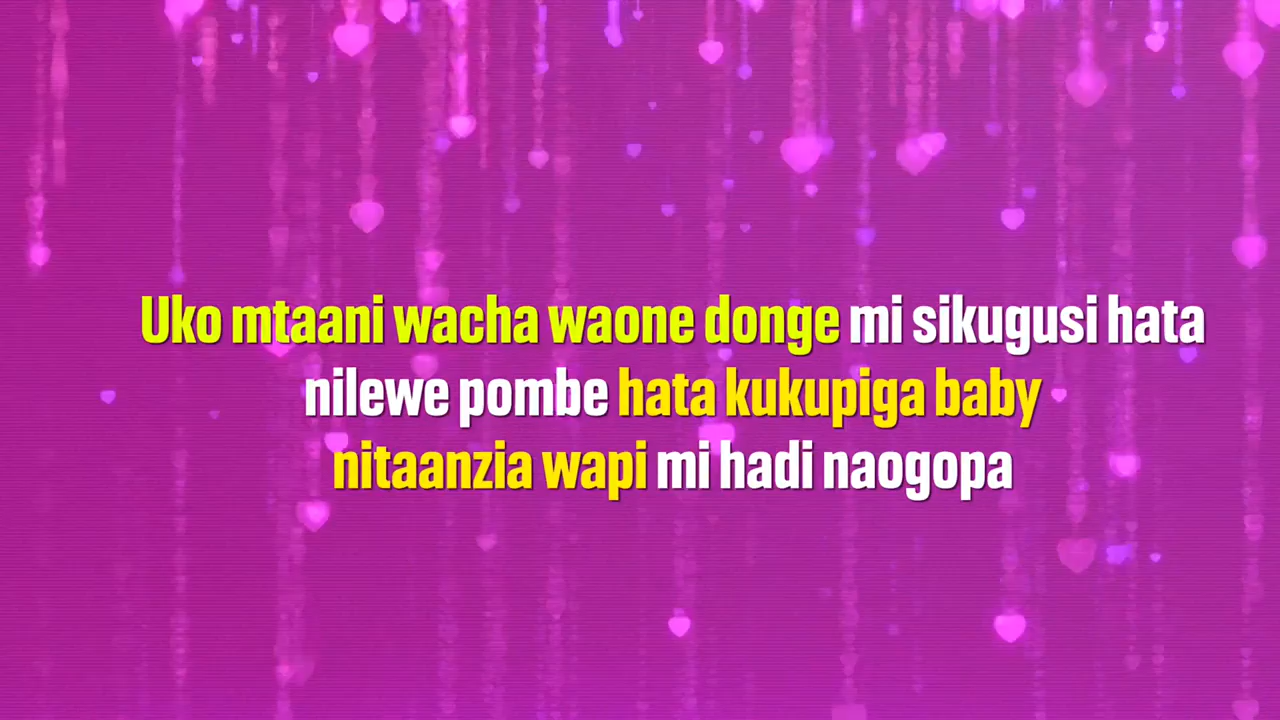 Uko mtaani wacha waone donge mi sikugusi hata
nilewe pombe hata kukupiga baby
nitaanzia wapi mi hadi naogopa